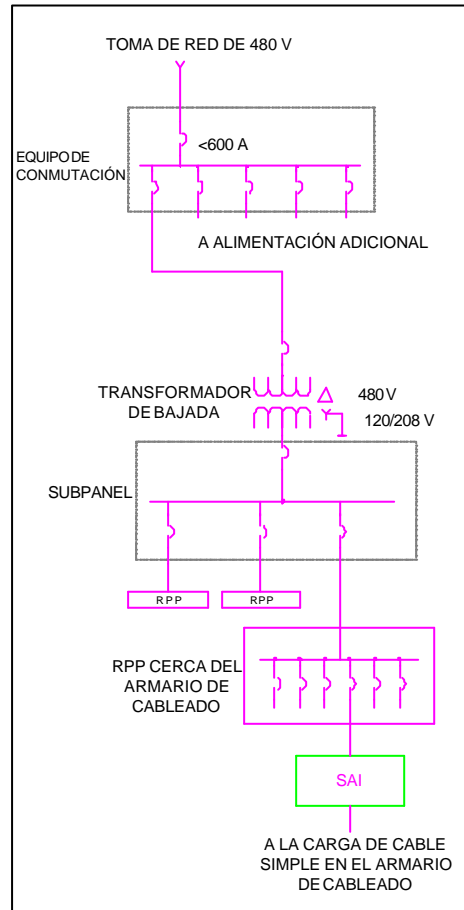 TOMA DE RED DE 480 V
<600 A
EQUIPO DE
CONMUTACIÓN
A ALIMENTACIÓN ADICIONAL
TRANSFORMADOR
DE BAJADA
480 V
120/208 V
SUBPANEL
RPP
RPP
RPP CERCA DEL
ARMARIO DE
CABLEADO
SAI
A LA CARGA DE CABLE
SIMPLE EN EL ARMARIO
DE CABLEADO